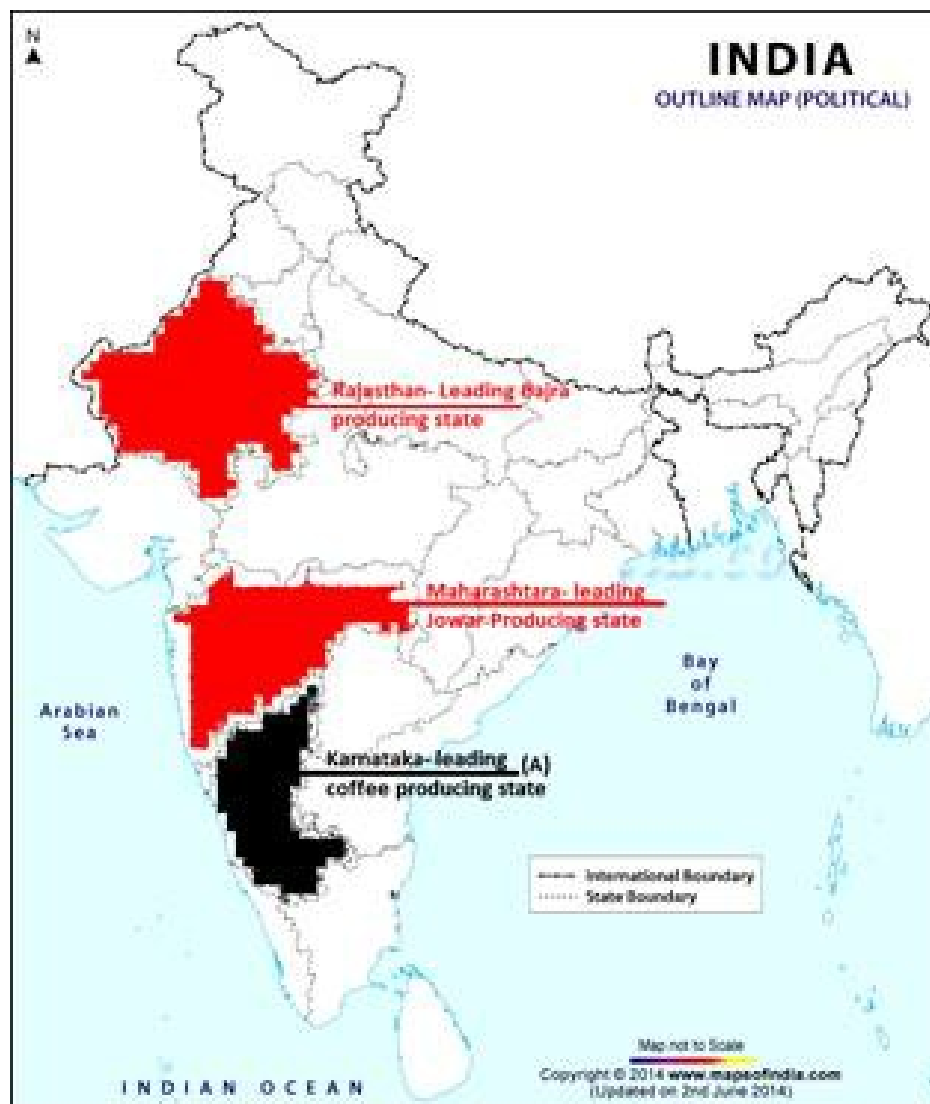 N
INDIA
OUTLINE MAP (POLITICAL)
Rajesthan- Leading Bajra
producing state
Maharashtara- leading
Jowar-Producing state
Arabian
Sea
Bay
of
Bengal
Karnataka- leading (A)
coffee producing state
International Boundary
State Boundary
Map not to Scale
Copyright © 2014 www.mapsofindia.com
(Updated on 2nd June 2014)
INDIAN OCEAN